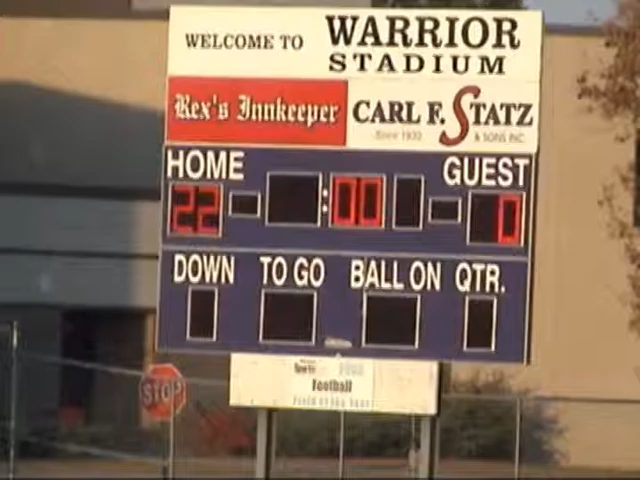 WELCOME TO WARRIOR STADIUM
Rex's Innkeeper CARL F. STATZ
Since 1930 & SONS INC.
HOME GUEST
22 :00 0
DOWN TO GO BALL ON QTR.
Football
STOP